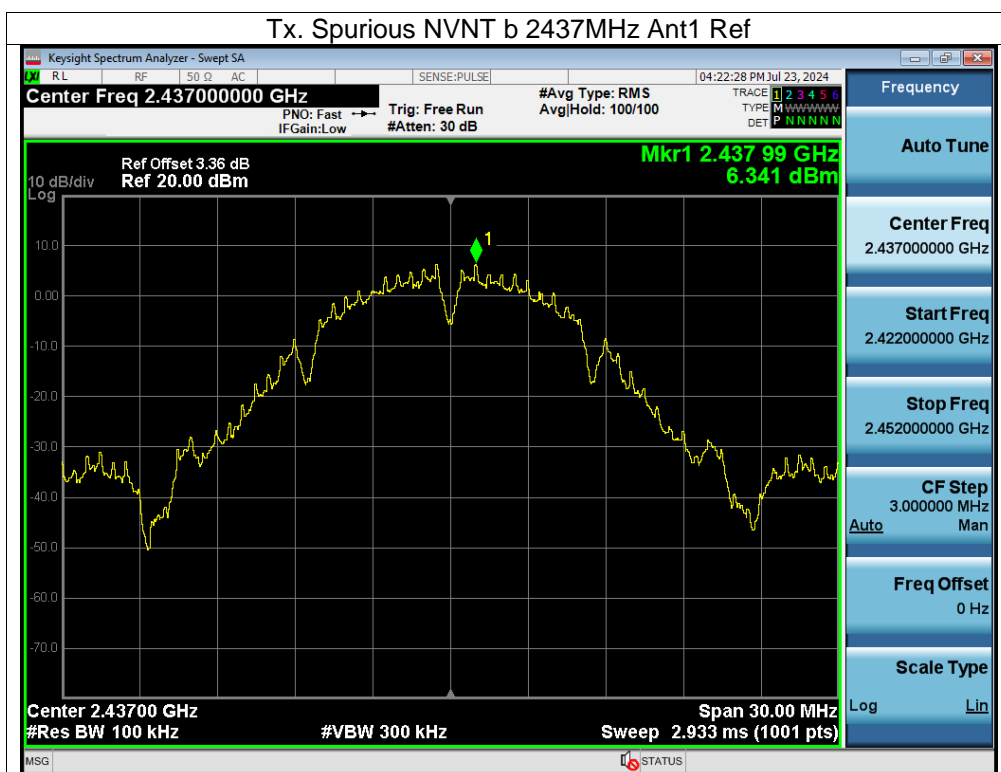 Tx. Spurious NVNT b 2437MHz Ant1 Ref
Keysight Spectrum Analyzer - Swept SA
LXI RL RF 50 Ω AC SENSE:PULSE 04:22:28 PM Jul 23, 2024
Center Freq 2.437000000 GHz
PNO: Fast
IFGain:Low
Trig: Free Run
#Atten: 30 dB
#Avg Type: RMS
Avg|Hold: 100/100
TRACE 1 2 3 4 5 6
TYPE M WWWWW
DET P N N N N N
Mkr1 2.437 99 GHz
6.341 dBm
Ref Offset 3.36 dB
10 dB/div Ref 20.00 dBm
Log
1
10.0
0.00
-10.0
-20.0
-30.0
-40.0
-50.0
-60.0
-70.0
Center 2.43700 GHz Span 30.00 MHz
#Res BW 100 kHz #VBW 300 kHz Sweep 2.933 ms (1001 pts)
MSG STATUS
Frequency
Auto Tune
Center Freq
2.437000000 GHz
Start Freq
2.422000000 GHz
Stop Freq
2.452000000 GHz
CF Step
3.000000 MHz
Auto Man
Freq Offset
0 Hz
Scale Type
Log Lin